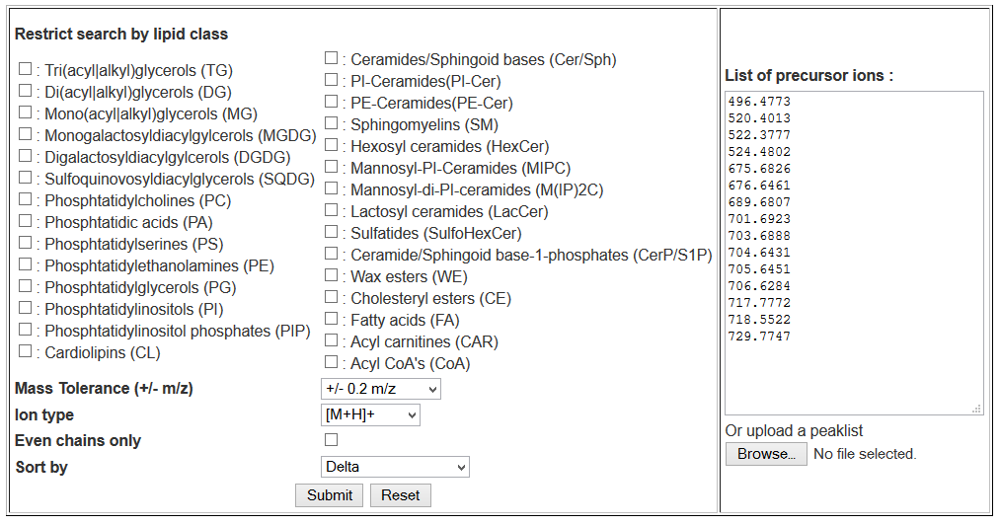 Restrict search by lipid class
: Tri(acyl|alkyl)glycerols (TG)
: Di(acyl|alkyl)glycerols (DG)
: Mono(acyl|alkyl)glycerols (MG)
: Monogalactosyldiacylgylcerols (MGDG)
: Digalactosyldiacylgylcerols (DGDG)
: Sulfoquinovosyldiacylglycerols (SQDG)
: Phosphtatidylcholines (PC)
: Phosphtatidic acids (PA)
: Phosphtatidylserines (PS)
: Phosphtatidylethanolamines (PE)
: Phosphtatidylglycerols (PG)
: Phosphtatidylinositols (PI)
: Phosphtatidylinositol phosphates (PIP)
: Cardiolipins (CL)
: Ceramides/Sphingoid bases (Cer/Sph)
: PI-Ceramides(PI-Cer)
: PE-Ceramides(PE-Cer)
: Sphingomyelins (SM)
: Hexosyl ceramides (HexCer)
: Mannosyl-PI-Ceramides (MIPC)
: Mannosyl-di-PI-ceramides (M(IP)2C)
: Lactosyl ceramides (LacCer)
: Sulfatides (SulfoHexCer)
: Ceramide/Sphingoid base-1-phosphates (CerP/S1P)
: Wax esters (WE)
: Cholesteryl esters (CE)
: Fatty acids (FA)
: Acyl carnitines (CAR)
: Acyl CoA's (CoA)
Mass Tolerance (+/- m/z)
+/- 0.2 m/z
Ion type
[M+H]+
Even chains only
Sort by
Delta
Submit
Reset
List of precursor ions :
496.4773
520.4013
522.3777
524.4802
675.6826
676.6461
689.6807
701.6923
703.6888
704.6431
705.6451
706.6284
717.7772
718.5522
729.7747
Or upload a peaklist
Browse...
No file selected.